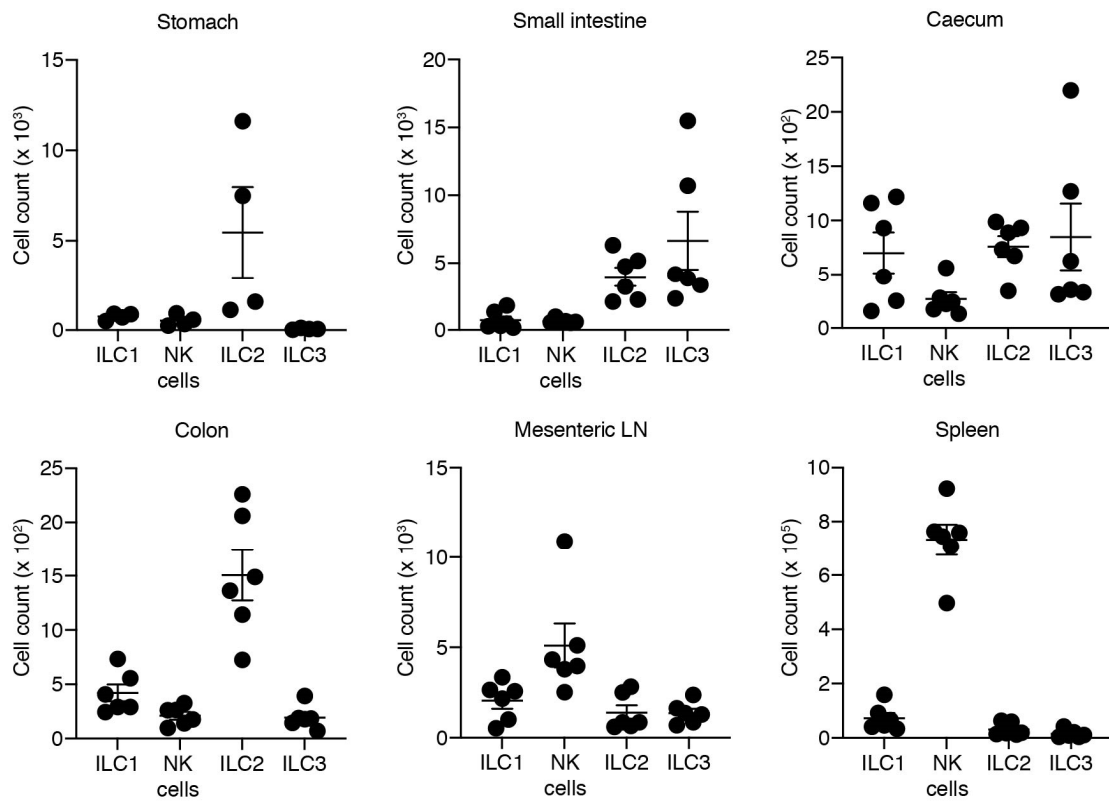 Stomach
Cell count (x 10³)
15
10
5
0
ILC1 NK cells ILC2 ILC3
Small intestine
Cell count (x 10³)
20
15
10
5
0
ILC1 NK cells ILC2 ILC3
Caecum
Cell count (x 10²)
25
20
15
10
5
0
ILC1 NK cells ILC2 ILC3
Colon
Cell count (x 10²)
25
20
15
10
5
0
ILC1 NK cells ILC2 ILC3
Mesenteric LN
Cell count (x 10³)
15
10
5
0
ILC1 NK cells ILC2 ILC3
Spleen
Cell count (x 10⁵)
10
8
6
4
2
0
ILC1 NK cells ILC2 ILC3